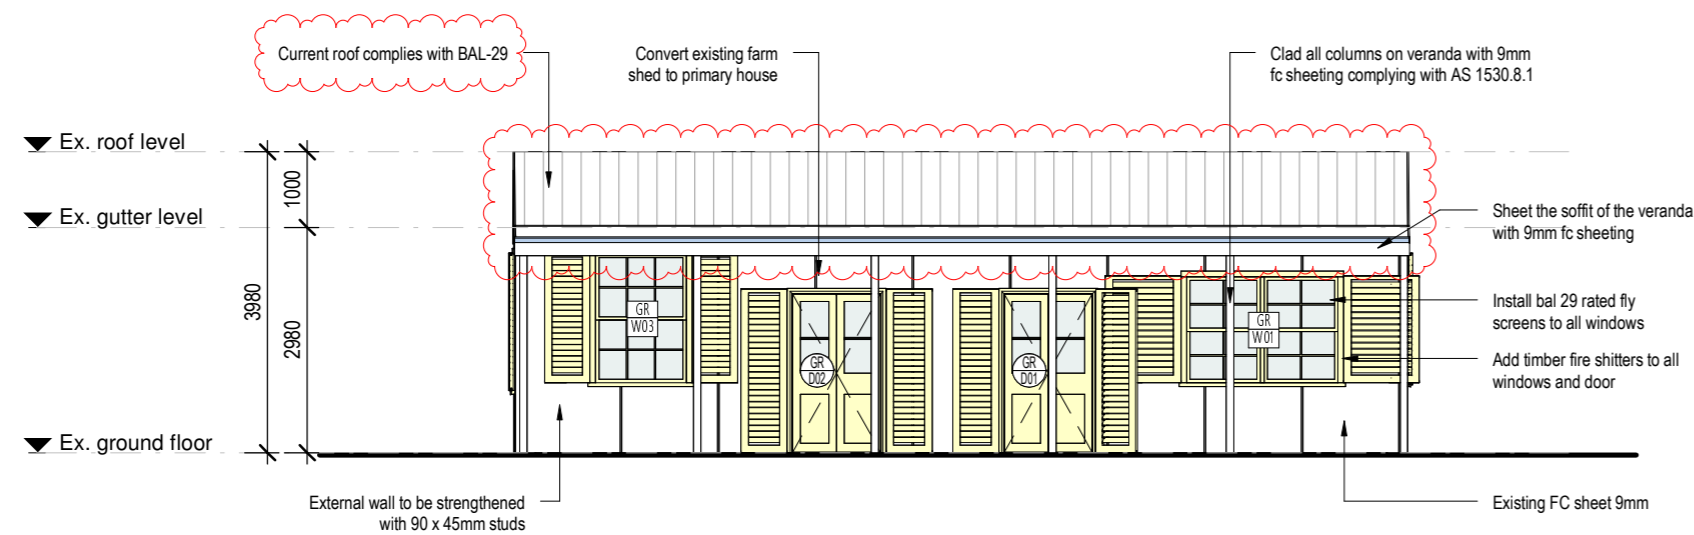 Current roof complies with BAL-29
Convert existing farm
shed to primary house
Clad all columns on veranda with 9mm
fc sheeting complying with AS 1530.8.1
Ex. roof level
1000
Ex. gutter level
3980
2980
Ex. ground floor
Sheet the soffit of the veranda
with 9mm fc sheeting
GR
W03
GR
D02
GR
D01
GR
W01
Install bal 29 rated fly
screens to all windows
Add timber fire shitters to all
windows and door
External wall to be strengthened
with 90 x 45mm studs
Existing FC sheet 9mm